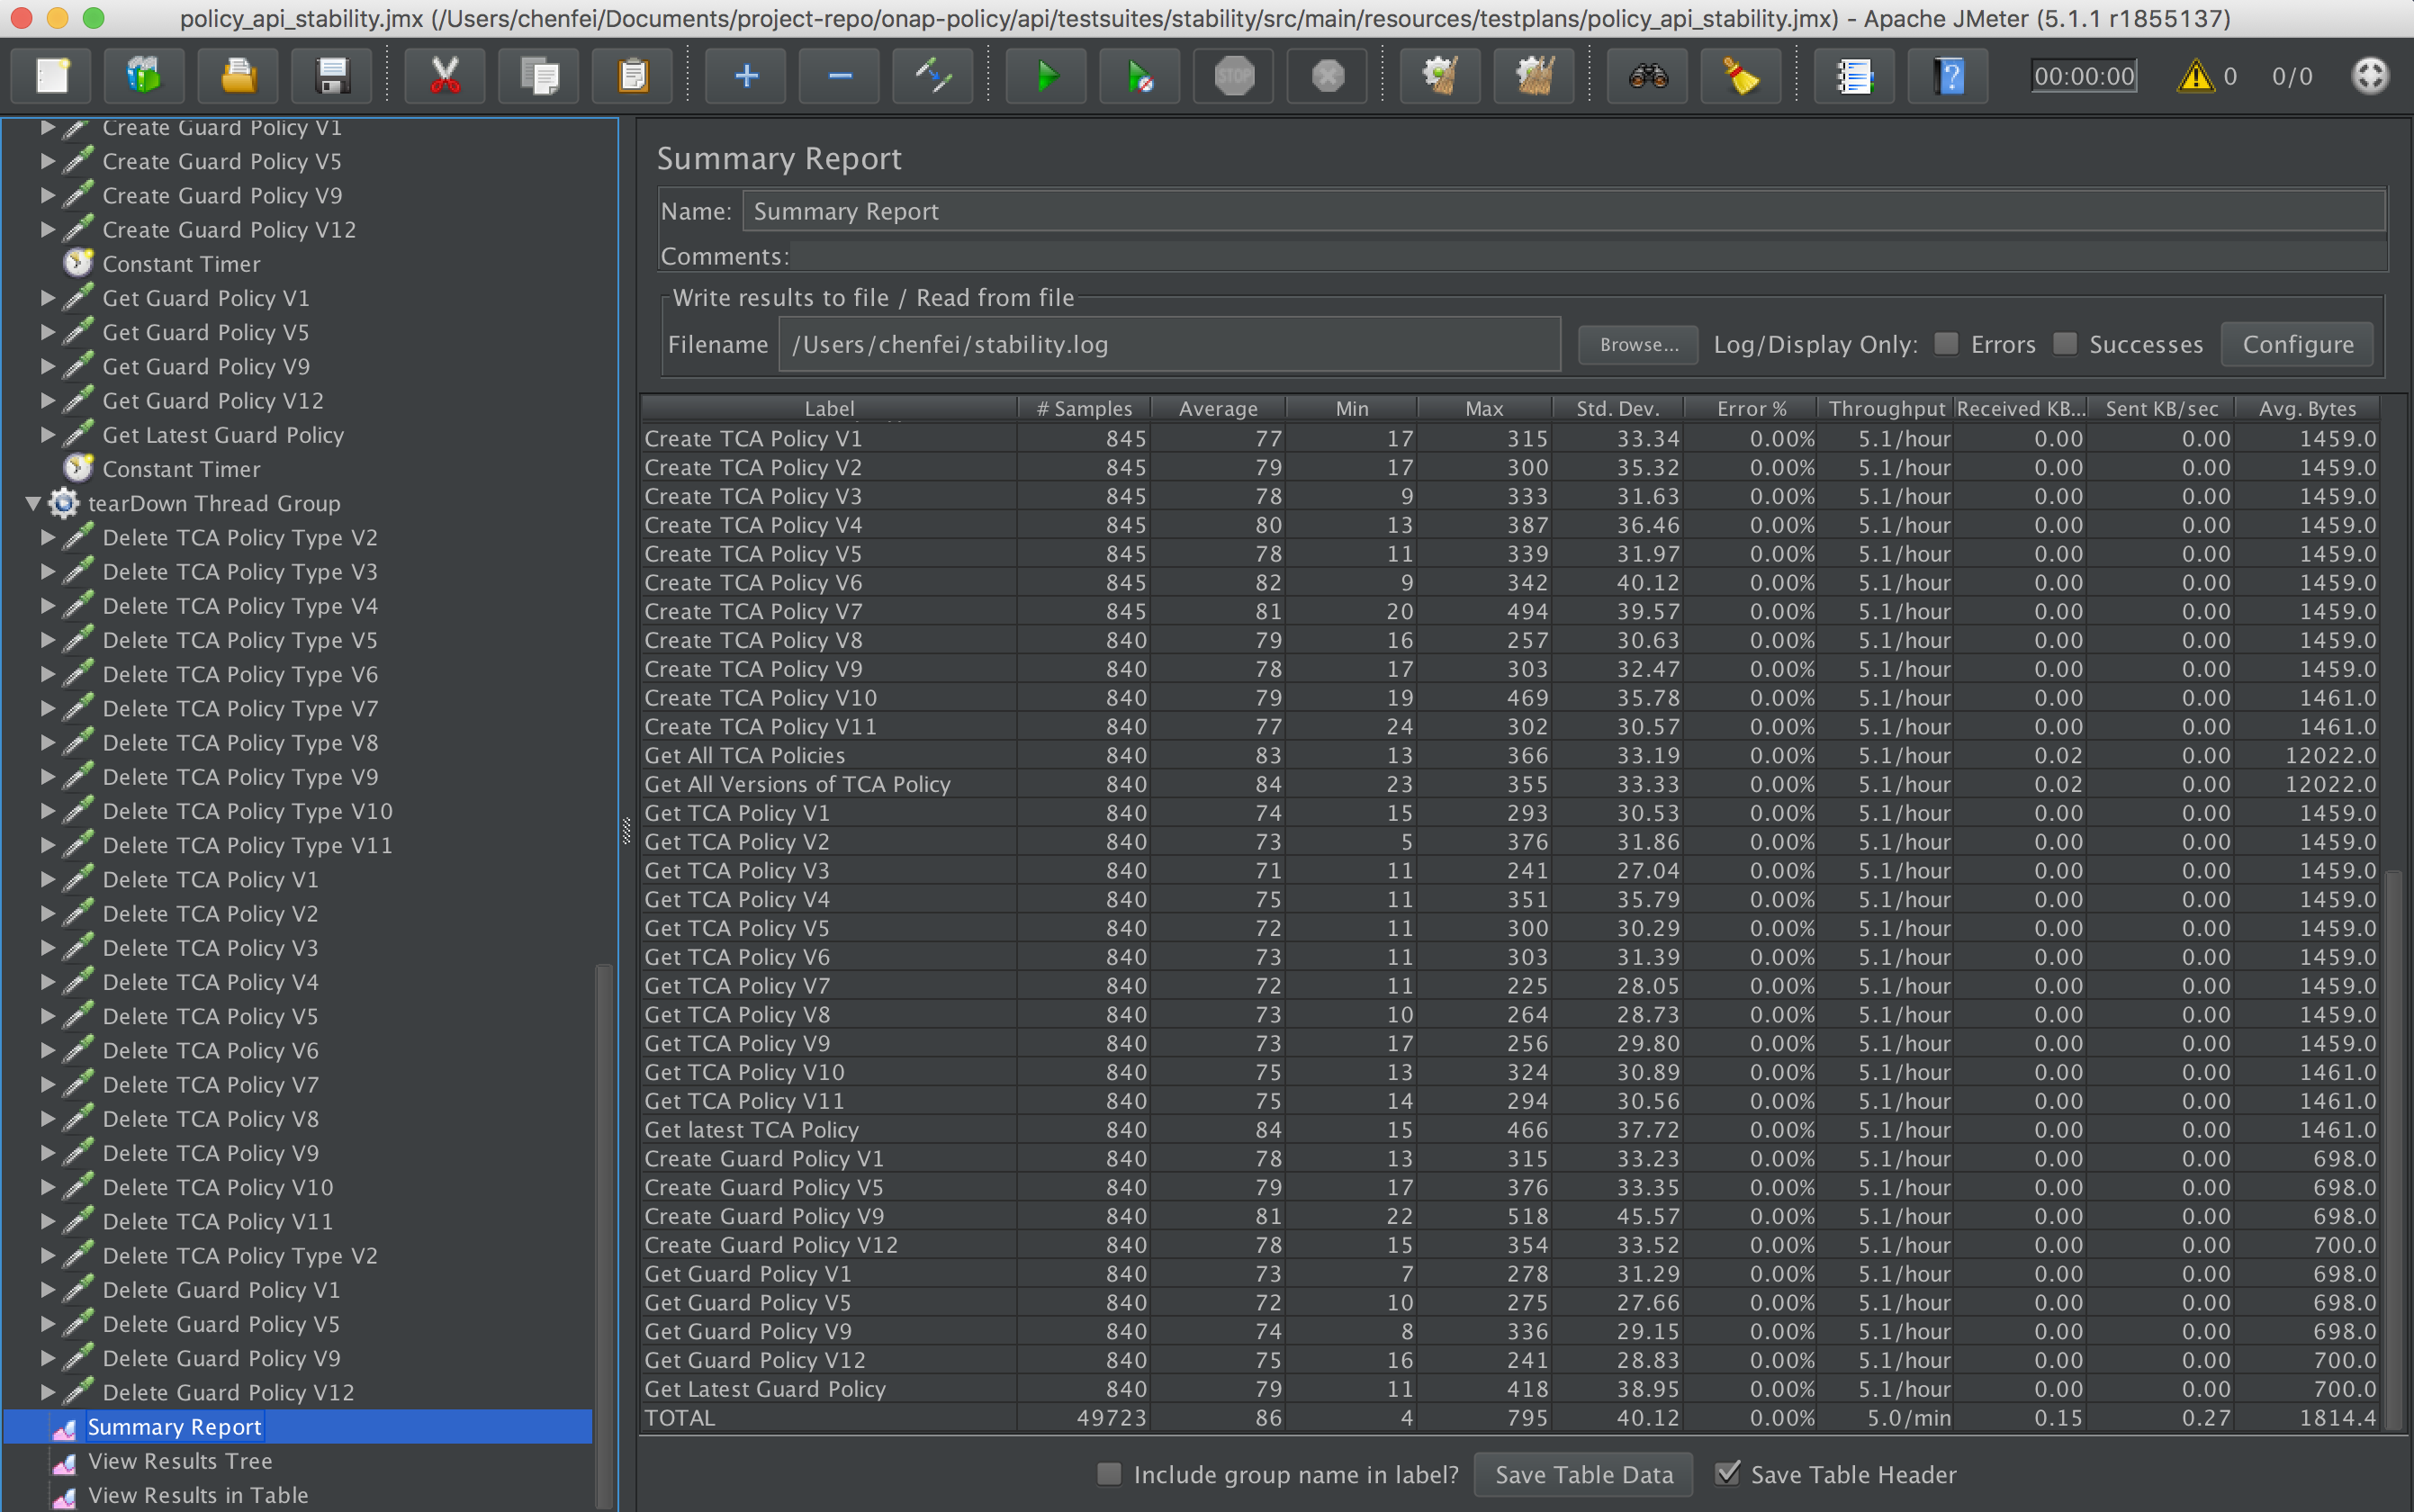 policy_api_stability.jmx (/Users/chenfei/Documents/project-repo/onap-policy/api/testsuites/stability/src/main/resources/testplans/policy_api_stability.jmx) - Apache JMeter (5.1.1 r1855137)
STOP
00:00:00 0 0/0
Create Guard Policy V1
Create Guard Policy V5
Create Guard Policy V9
Create Guard Policy V12
Constant Timer
Get Guard Policy V1
Get Guard Policy V5
Get Guard Policy V9
Get Guard Policy V12
Get Latest Guard Policy
Constant Timer
tearDown Thread Group
Delete TCA Policy Type V2
Delete TCA Policy Type V3
Delete TCA Policy Type V4
Delete TCA Policy Type V5
Delete TCA Policy Type V6
Delete TCA Policy Type V7
Delete TCA Policy Type V8
Delete TCA Policy Type V9
Delete TCA Policy Type V10
Delete TCA Policy Type V11
Delete TCA Policy V1
Delete TCA Policy V2
Delete TCA Policy V3
Delete TCA Policy V4
Delete TCA Policy V5
Delete TCA Policy V6
Delete TCA Policy V7
Delete TCA Policy V8
Delete TCA Policy V9
Delete TCA Policy V10
Delete TCA Policy V11
Delete TCA Policy Type V2
Delete Guard Policy V1
Delete Guard Policy V5
Delete Guard Policy V9
Delete Guard Policy V12
Summary Report
View Results Tree
View Results in Table
Summary Report
Name: Summary Report
Comments:
Write results to file / Read from file
Filename /Users/chenfei/stability.log Browse... Log/Display Only: Errors Successes Configure
Label # Samples Average Min Max Std. Dev. Error % Throughput Received KB... Sent KB/sec Avg. Bytes
Create TCA Policy V1 845 77 17 315 33.34 0.00% 5.1/hour 0.00 0.00 1459.0
Create TCA Policy V2 845 79 17 300 35.32 0.00% 5.1/hour 0.00 0.00 1459.0
Create TCA Policy V3 845 78 9 333 31.63 0.00% 5.1/hour 0.00 0.00 1459.0
Create TCA Policy V4 845 80 13 387 36.46 0.00% 5.1/hour 0.00 0.00 1459.0
Create TCA Policy V5 845 78 11 339 31.97 0.00% 5.1/hour 0.00 0.00 1459.0
Create TCA Policy V6 845 82 9 342 40.12 0.00% 5.1/hour 0.00 0.00 1459.0
Create TCA Policy V7 845 81 20 494 39.57 0.00% 5.1/hour 0.00 0.00 1459.0
Create TCA Policy V8 840 79 16 257 30.63 0.00% 5.1/hour 0.00 0.00 1459.0
Create TCA Policy V9 840 78 17 303 32.47 0.00% 5.1/hour 0.00 0.00 1459.0
Create TCA Policy V10 840 79 19 469 35.78 0.00% 5.1/hour 0.00 0.00 1461.0
Create TCA Policy V11 840 77 24 302 30.57 0.00% 5.1/hour 0.00 0.00 1461.0
Get All TCA Policies 840 83 13 366 33.19 0.00% 5.1/hour 0.02 0.00 12022.0
Get All Versions of TCA Policy 840 84 23 355 33.33 0.00% 5.1/hour 0.02 0.00 12022.0
Get TCA Policy V1 840 74 15 293 30.53 0.00% 5.1/hour 0.00 0.00 1459.0
Get TCA Policy V2 840 73 5 376 31.86 0.00% 5.1/hour 0.00 0.00 1459.0
Get TCA Policy V3 840 71 11 241 27.04 0.00% 5.1/hour 0.00 0.00 1459.0
Get TCA Policy V4 840 75 11 351 35.79 0.00% 5.1/hour 0.00 0.00 1459.0
Get TCA Policy V5 840 72 11 300 30.29 0.00% 5.1/hour 0.00 0.00 1459.0
Get TCA Policy V6 840 73 11 303 31.39 0.00% 5.1/hour 0.00 0.00 1459.0
Get TCA Policy V7 840 72 11 225 28.05 0.00% 5.1/hour 0.00 0.00 1459.0
Get TCA Policy V8 840 73 10 264 28.73 0.00% 5.1/hour 0.00 0.00 1459.0
Get TCA Policy V9 840 73 17 256 29.80 0.00% 5.1/hour 0.00 0.00 1459.0
Get TCA Policy V10 840 75 13 324 30.89 0.00% 5.1/hour 0.00 0.00 1461.0
Get TCA Policy V11 840 75 14 294 30.56 0.00% 5.1/hour 0.00 0.00 1461.0
Get latest TCA Policy 840 84 15 466 37.72 0.00% 5.1/hour 0.00 0.00 1461.0
Create Guard Policy V1 840 78 13 315 33.23 0.00% 5.1/hour 0.00 0.00 698.0
Create Guard Policy V5 840 79 17 376 33.35 0.00% 5.1/hour 0.00 0.00 698.0
Create Guard Policy V9 840 81 22 518 45.57 0.00% 5.1/hour 0.00 0.00 698.0
Create Guard Policy V12 840 78 15 354 33.52 0.00% 5.1/hour 0.00 0.00 700.0
Get Guard Policy V1 840 73 7 278 31.29 0.00% 5.1/hour 0.00 0.00 698.0
Get Guard Policy V5 840 72 10 275 27.66 0.00% 5.1/hour 0.00 0.00 698.0
Get Guard Policy V9 840 74 8 336 29.15 0.00% 5.1/hour 0.00 0.00 698.0
Get Guard Policy V12 840 75 16 241 28.83 0.00% 5.1/hour 0.00 0.00 700.0
Get Latest Guard Policy 840 79 11 418 38.95 0.00% 5.1/hour 0.00 0.00 700.0
TOTAL 49723 86 4 795 40.12 0.00% 5.0/min 0.15 0.27 1814.4
Include group name in label? Save Table Data Save Table Header